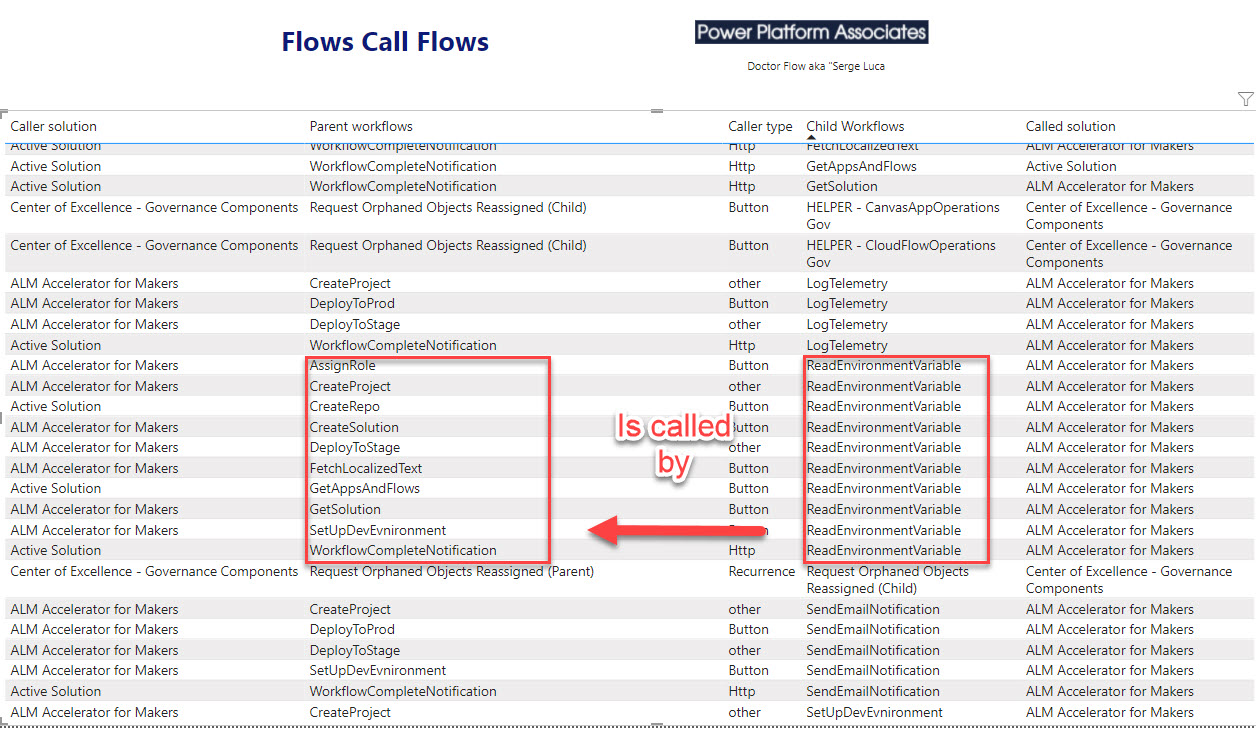 Flows Call Flows
Power Platform Associates
Doctor Flow aka "Serge Luca
Caller solution Parent workflows Caller type Child Workflows Called solution
Active Solution WorkflowCompleteNotification Http FetchLocalizedText ALM Accelerator for Makers
Active Solution WorkflowCompleteNotification Http GetAppsAndFlows Active Solution
Active Solution WorkflowCompleteNotification Http GetSolution ALM Accelerator for Makers
Center of Excellence - Governance Components Request Orphaned Objects Reassigned (Child) Button HELPER - CanvasAppOperations Center of Excellence - Governance
Gov Components
Center of Excellence - Governance Components Request Orphaned Objects Reassigned (Child) Button HELPER - CloudFlowOperations Center of Excellence - Governance
Gov Components
ALM Accelerator for Makers CreateProject other LogTelemetry ALM Accelerator for Makers
ALM Accelerator for Makers DeployToProd Button LogTelemetry ALM Accelerator for Makers
ALM Accelerator for Makers DeployToStage other LogTelemetry ALM Accelerator for Makers
Active Solution WorkflowCompleteNotification Http LogTelemetry ALM Accelerator for Makers
ALM Accelerator for Makers AssignRole Button ReadEnvironmentVariable ALM Accelerator for Makers
ALM Accelerator for Makers CreateProject other ReadEnvironmentVariable ALM Accelerator for Makers
Active Solution CreateRepo Button ReadEnvironmentVariable ALM Accelerator for Makers
ALM Accelerator for Makers CreateSolution Button ReadEnvironmentVariable ALM Accelerator for Makers
Is called
by
ALM Accelerator for Makers DeployToStage other ReadEnvironmentVariable ALM Accelerator for Makers
ALM Accelerator for Makers FetchLocalizedText Button ReadEnvironmentVariable ALM Accelerator for Makers
Active Solution GetAppsAndFlows Button ReadEnvironmentVariable ALM Accelerator for Makers
ALM Accelerator for Makers GetSolution Button ReadEnvironmentVariable ALM Accelerator for Makers
ALM Accelerator for Makers SetUpDevEvnironment ReadEnvironmentVariable ALM Accelerator for Makers
Active Solution WorkflowCompleteNotification Http ReadEnvironmentVariable ALM Accelerator for Makers
Center of Excellence - Governance Components Request Orphaned Objects Reassigned (Parent) Recurrence Request Orphaned Objects Center of Excellence - Governance
Reassigned (Child) Components
ALM Accelerator for Makers CreateProject other SendEmailNotification ALM Accelerator for Makers
ALM Accelerator for Makers DeployToProd Button SendEmailNotification ALM Accelerator for Makers
ALM Accelerator for Makers DeployToStage other SendEmailNotification ALM Accelerator for Makers
ALM Accelerator for Makers SetUpDevEvnironment Button SendEmailNotification ALM Accelerator for Makers
Active Solution WorkflowCompleteNotification Http SendEmailNotification ALM Accelerator for Makers
ALM Accelerator for Makers CreateProject other SetUpDevEvnironment ALM Accelerator for Makers